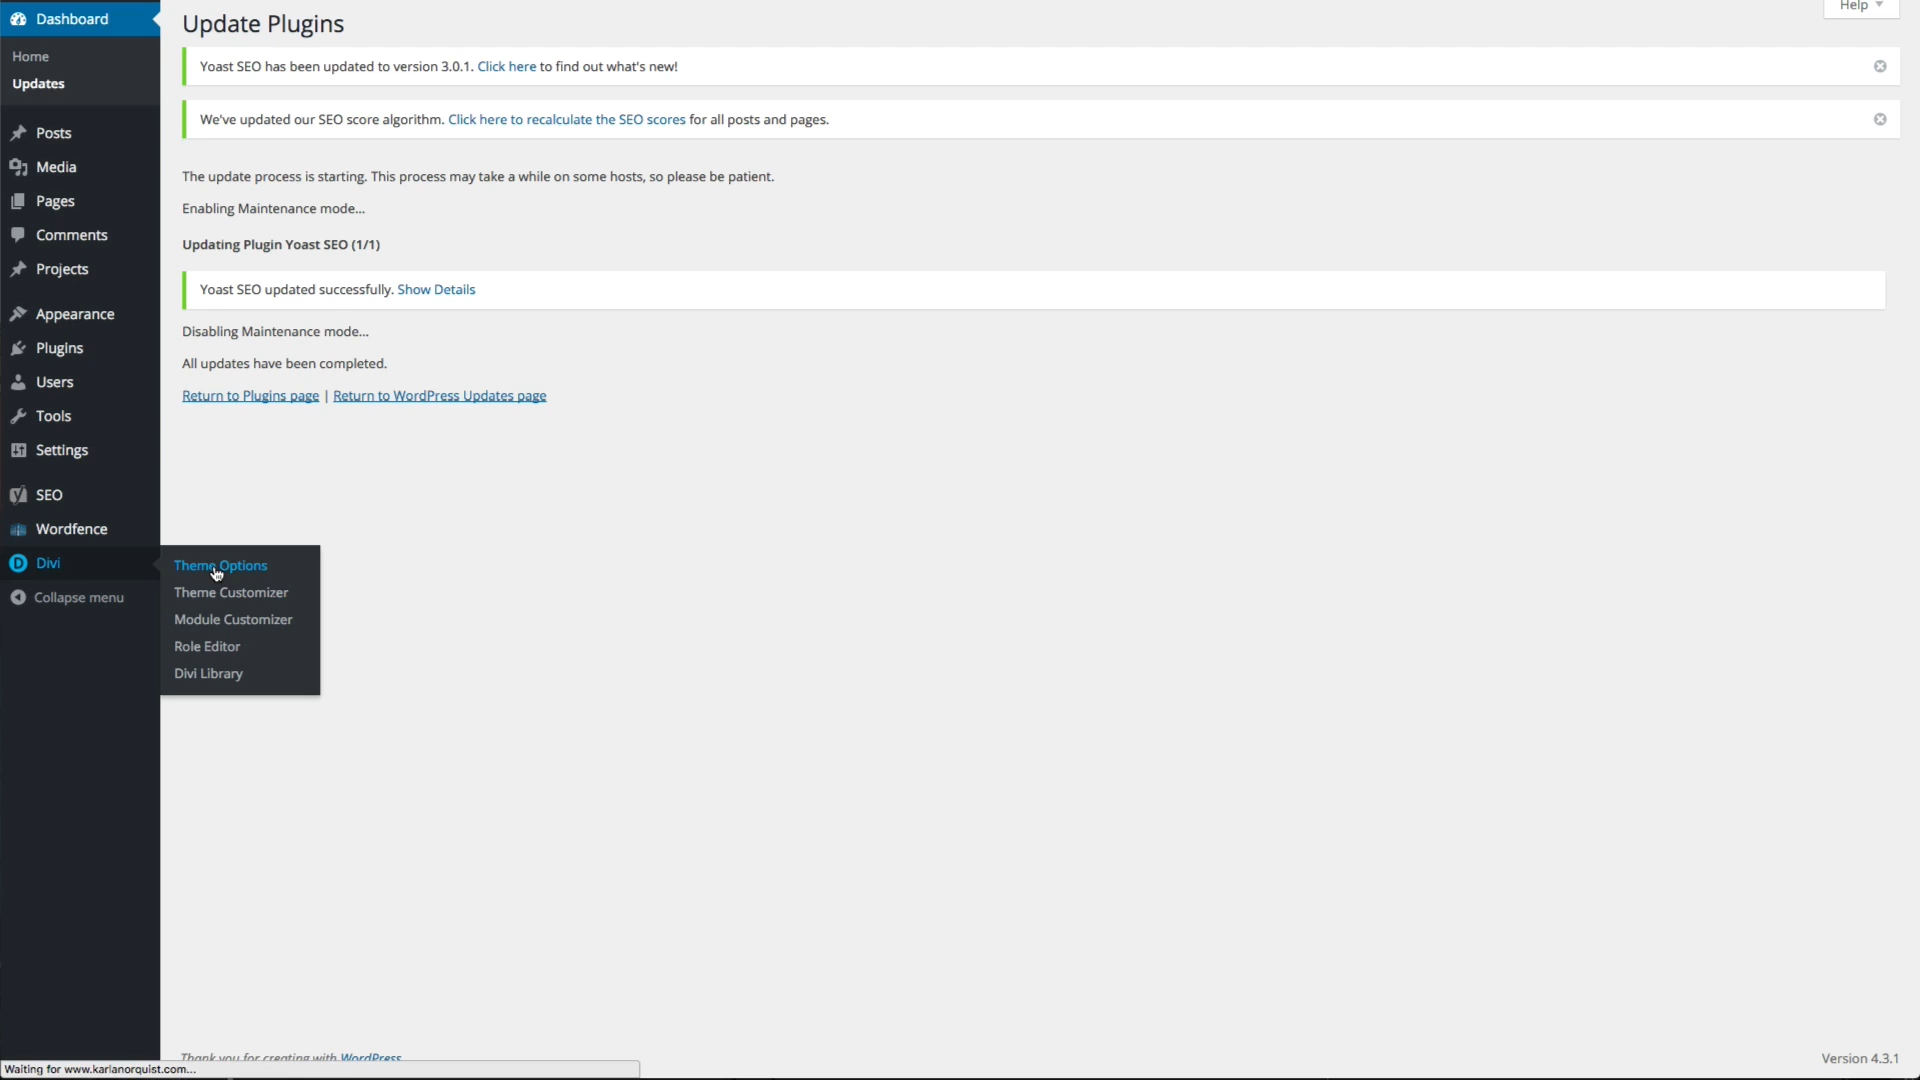 Dashboard
Home
Updates
Posts
Media
Pages
Comments
Projects
Appearance
Plugins
Users
Tools
Settings
SEO
Wordfence
Divi
Collapse menu
Theme Options
Theme Customizer
Module Customizer
Role Editor
Divi Library
Help
Update Plugins
Yoast SEO has been updated to version 3.0.1. Click here to find out what's new!
We've updated our SEO score algorithm. Click here to recalculate the SEO scores for all posts and pages.
The update process is starting. This process may take a while on some hosts, so please be patient.
Enabling Maintenance mode...
Updating Plugin Yoast SEO (1/1)
Yoast SEO updated successfully. Show Details
Disabling Maintenance mode...
All updates have been completed.
Return to Plugins page | Return to WordPress Updates page
Thank you for creating with WordPress
Version 4.3.1
Waiting for www.karlanorquist.com...